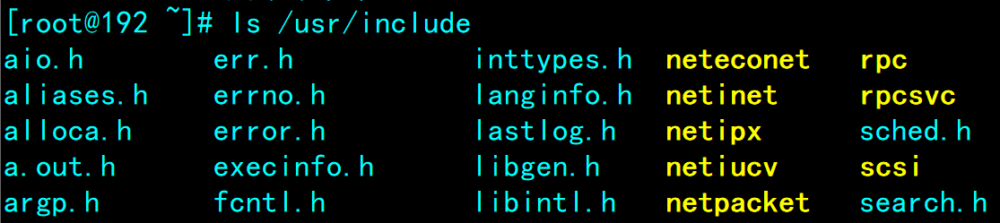 [root@192 ~]# ls /usr/include
aio.h err.h inttypes.h neteconet rpc
aliases.h errno.h langinfo.h netinet rpcsvc
alloca.h error.h lastlog.h netipx sched.h
a.out.h execinfo.h libgen.h netiucv scsi
argp.h fcntl.h libintl.h netpacket search.h